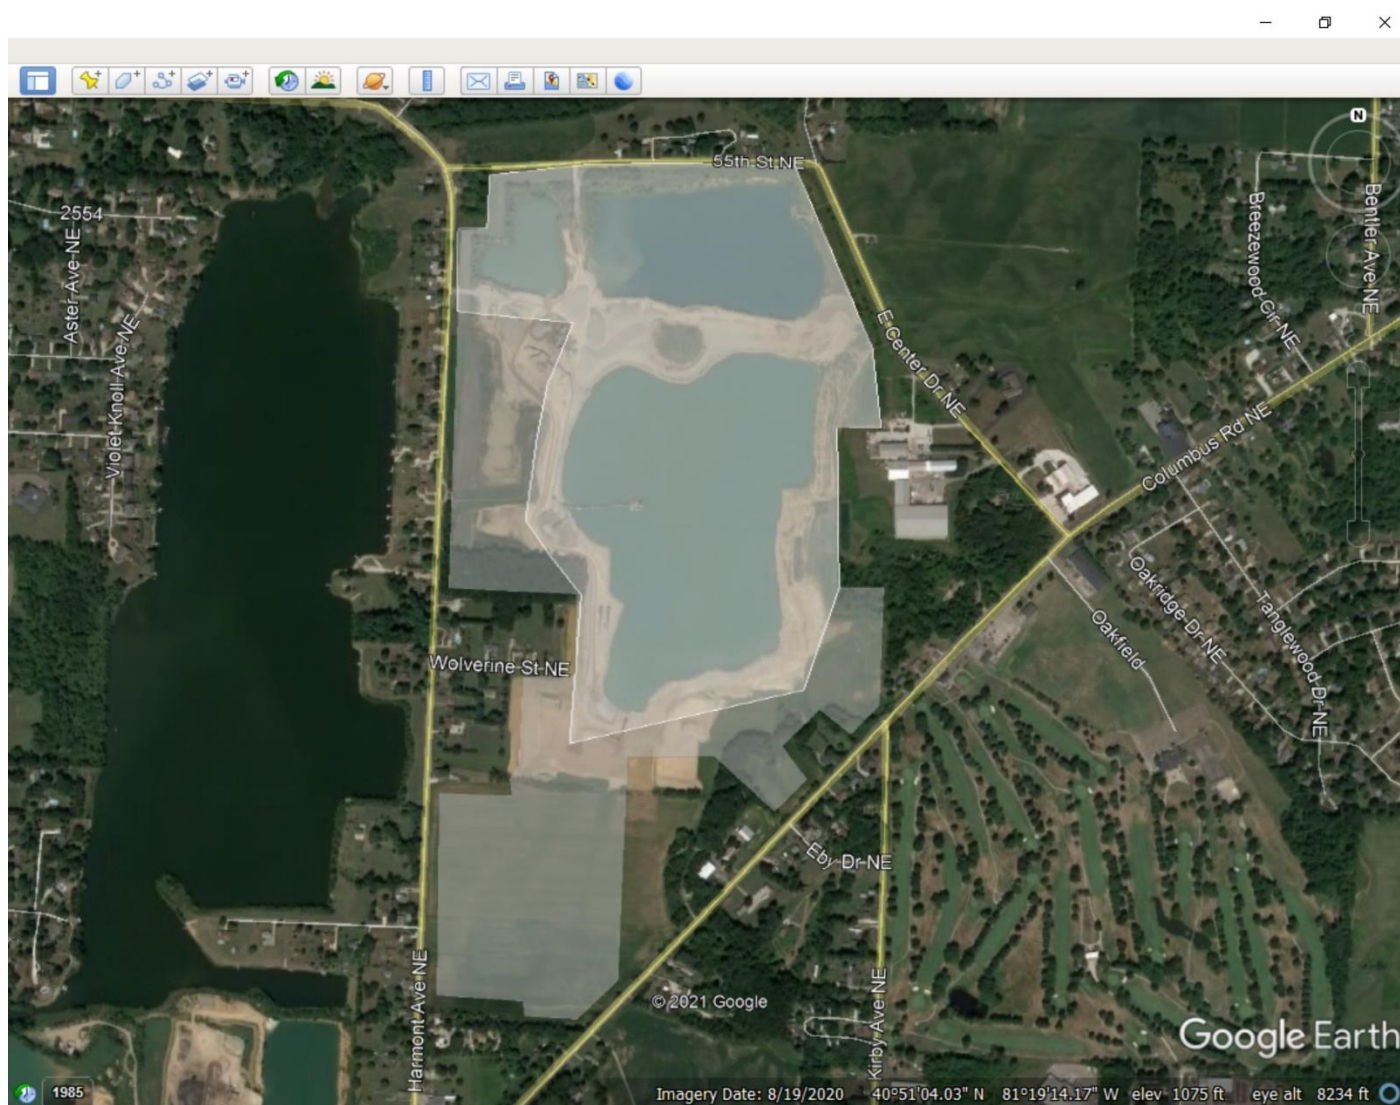 N
55th St NE
2554
Aster Ave NE
Violet Knoll Ave NE
Breezewood Cir NE
Bentler Ave NE
E Center Dr NE
Columbus Rd NE
Oakridge Dr NE
Tanglewood Dr NE
Oakfield
Wolverine St NE
Eby Dr NE
Harmont Ave NE
Kirby Ave NE
© 2021 Google
Google Earth
1985
Imagery Date: 8/19/2020 40°51'04.03" N 81°19'14.17" W elev 1075 ft eye alt 8234 ft